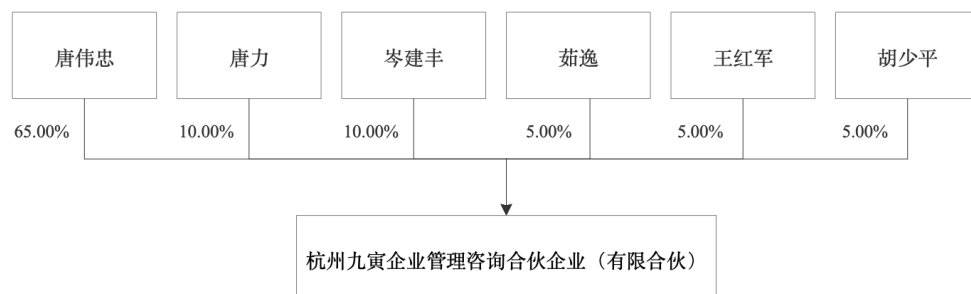 唐伟忠 唐力 岑建丰 茹逸 王红军 胡少平
65.00% 10.00% 10.00% 5.00% 5.00% 5.00%
杭州九寅企业管理咨询合伙企业（有限合伙）